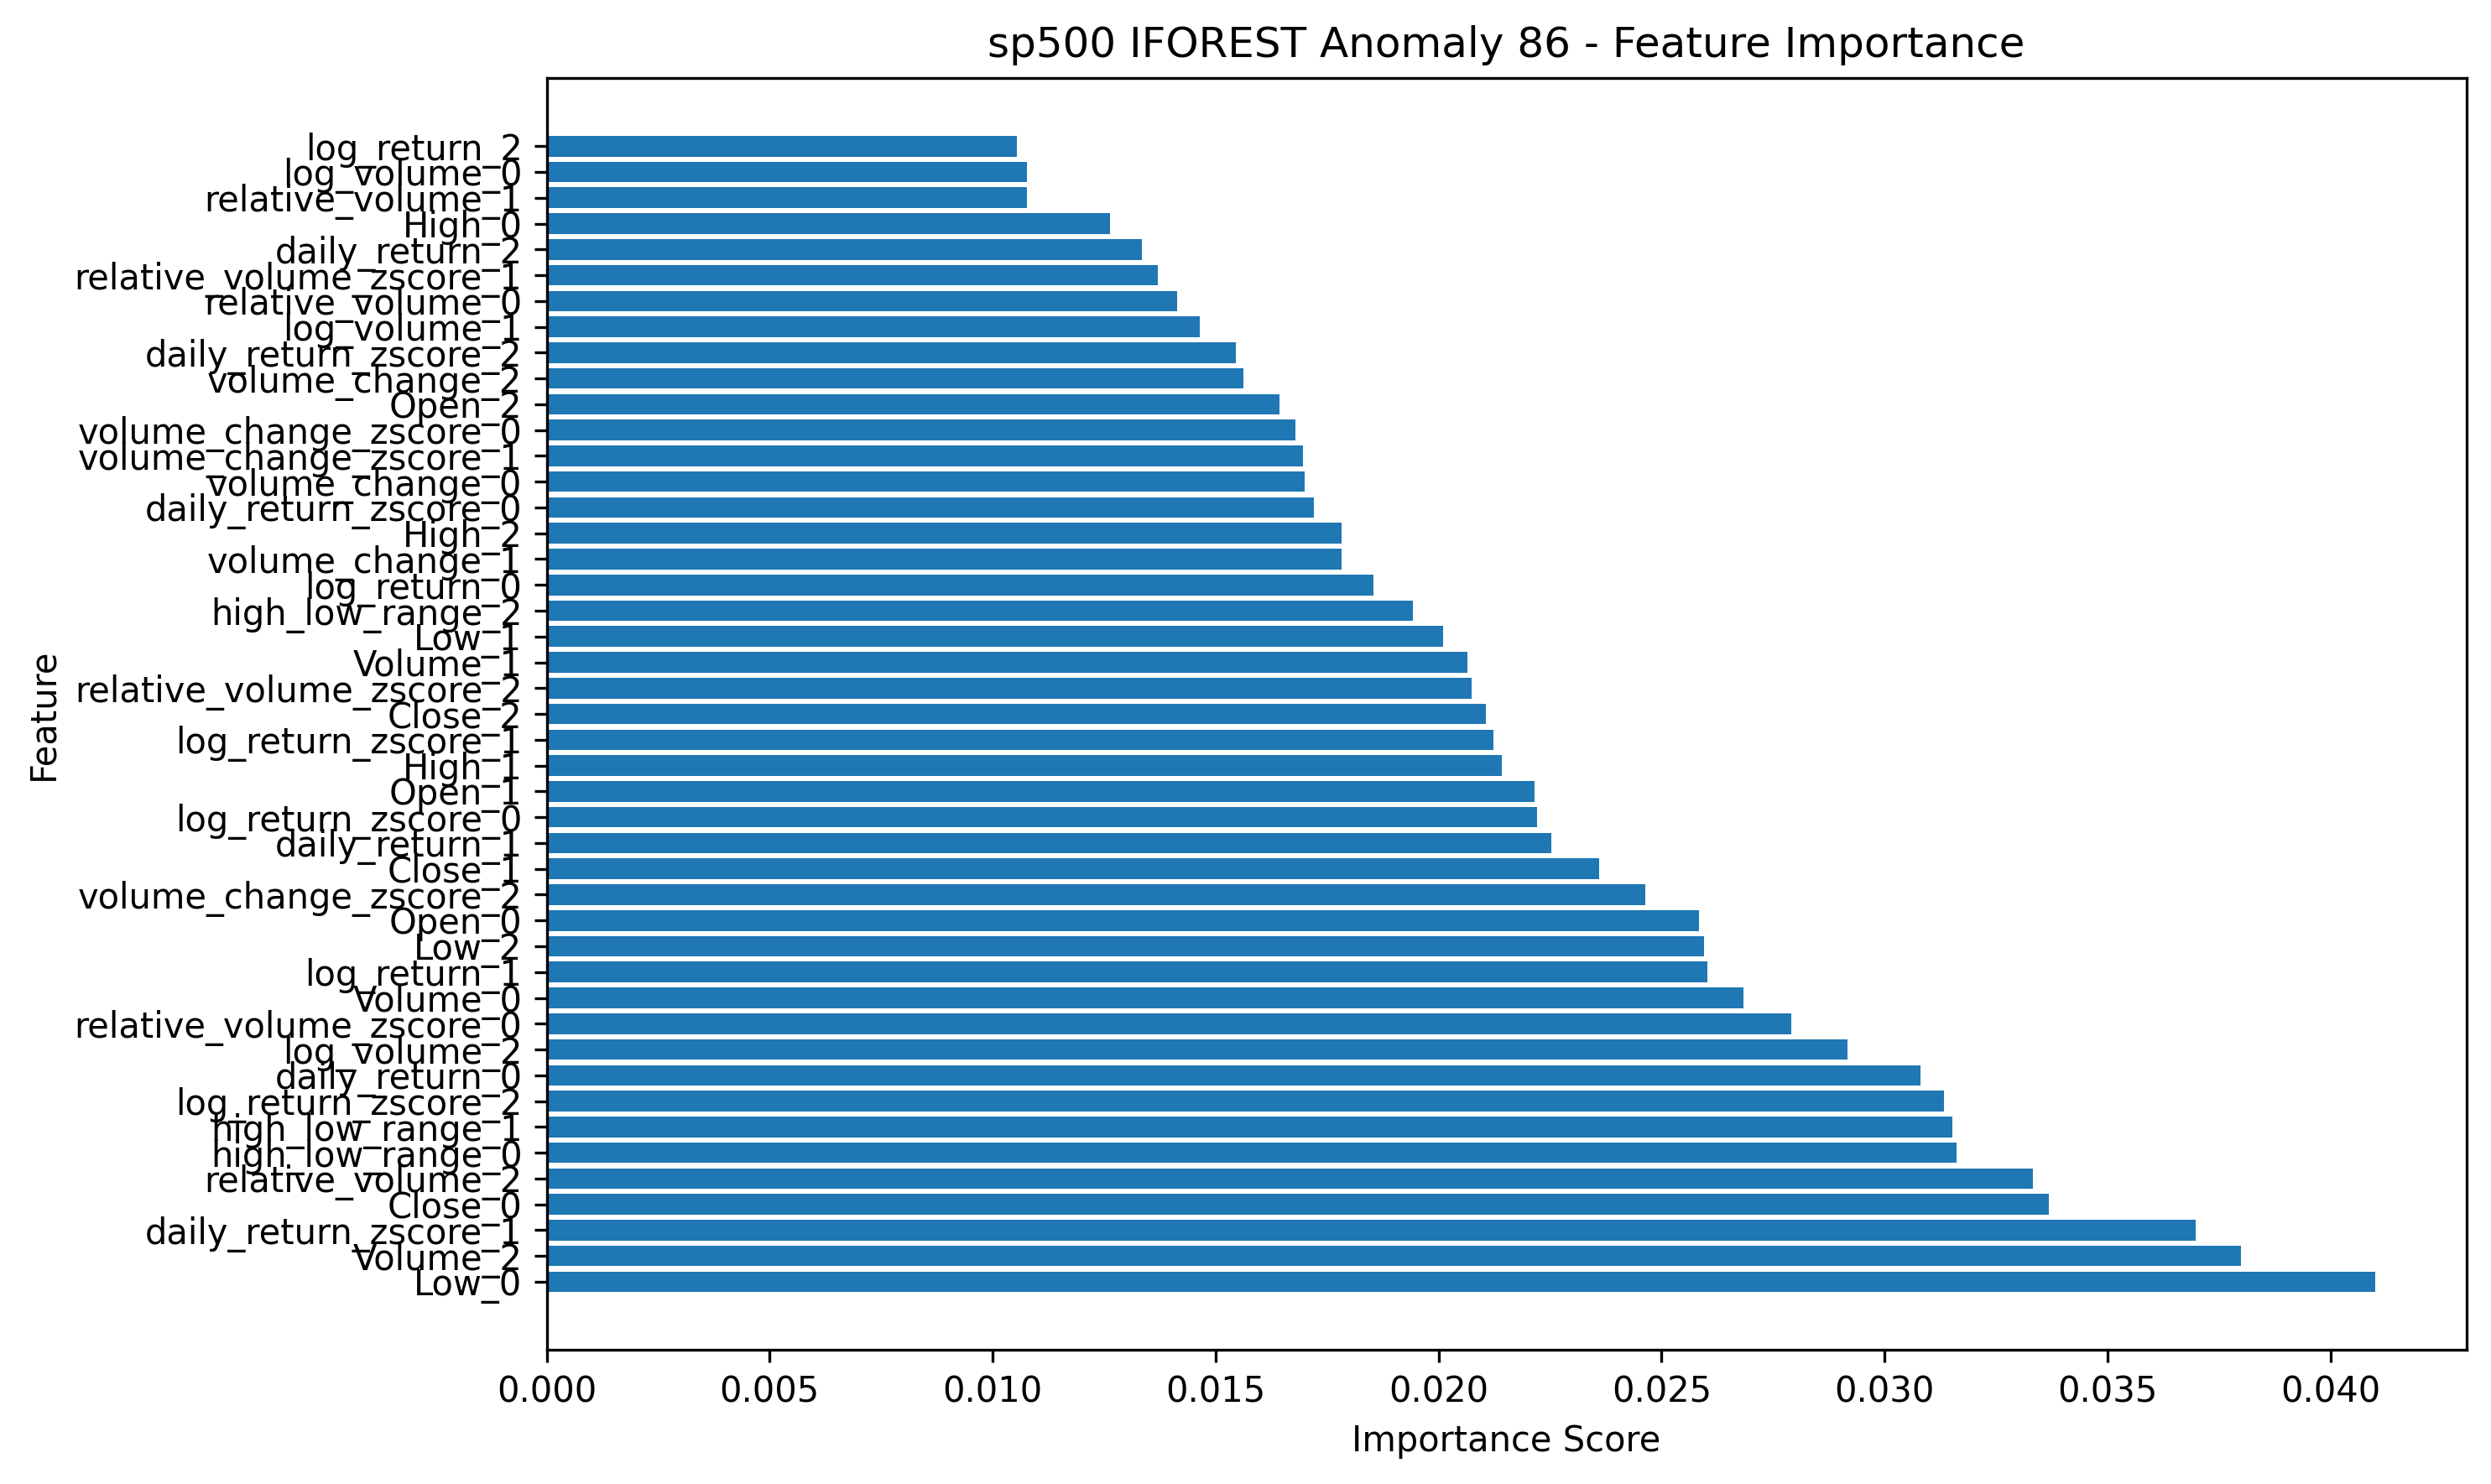 sp500 IFOREST Anomaly 86 - Feature Importance
log_return_2
log_volume_0
relative_volume_1
High_0
daily_return_2
relative_volume_zscore_1
relative_volume_0
log_volume_1
daily_return_zscore_2
volume_change_2
Open_2
volume_change_zscore_0
volume_change_zscore_1
volume_change_0
daily_return_zscore_0
High_2
volume_change_1
log_return_0
high_low_range_2
Low_1
Volume_1
relative_volume_zscore_2
Close_2
log_return_zscore_1
High_1
Open_1
log_return_zscore_0
daily_return_1
Close_1
volume_change_zscore_2
Open_0
Low_2
log_return_1
Volume_0
relative_volume_zscore_0
log_volume_2
daily_return_0
log_return_zscore_2
high_low_range_1
high_low_range_0
relative_volume_2
Close_0
daily_return_zscore_1
Volume_2
Low_0
Feature
0.000 0.005 0.010 0.015 0.020 0.025 0.030 0.035 0.040
Importance Score